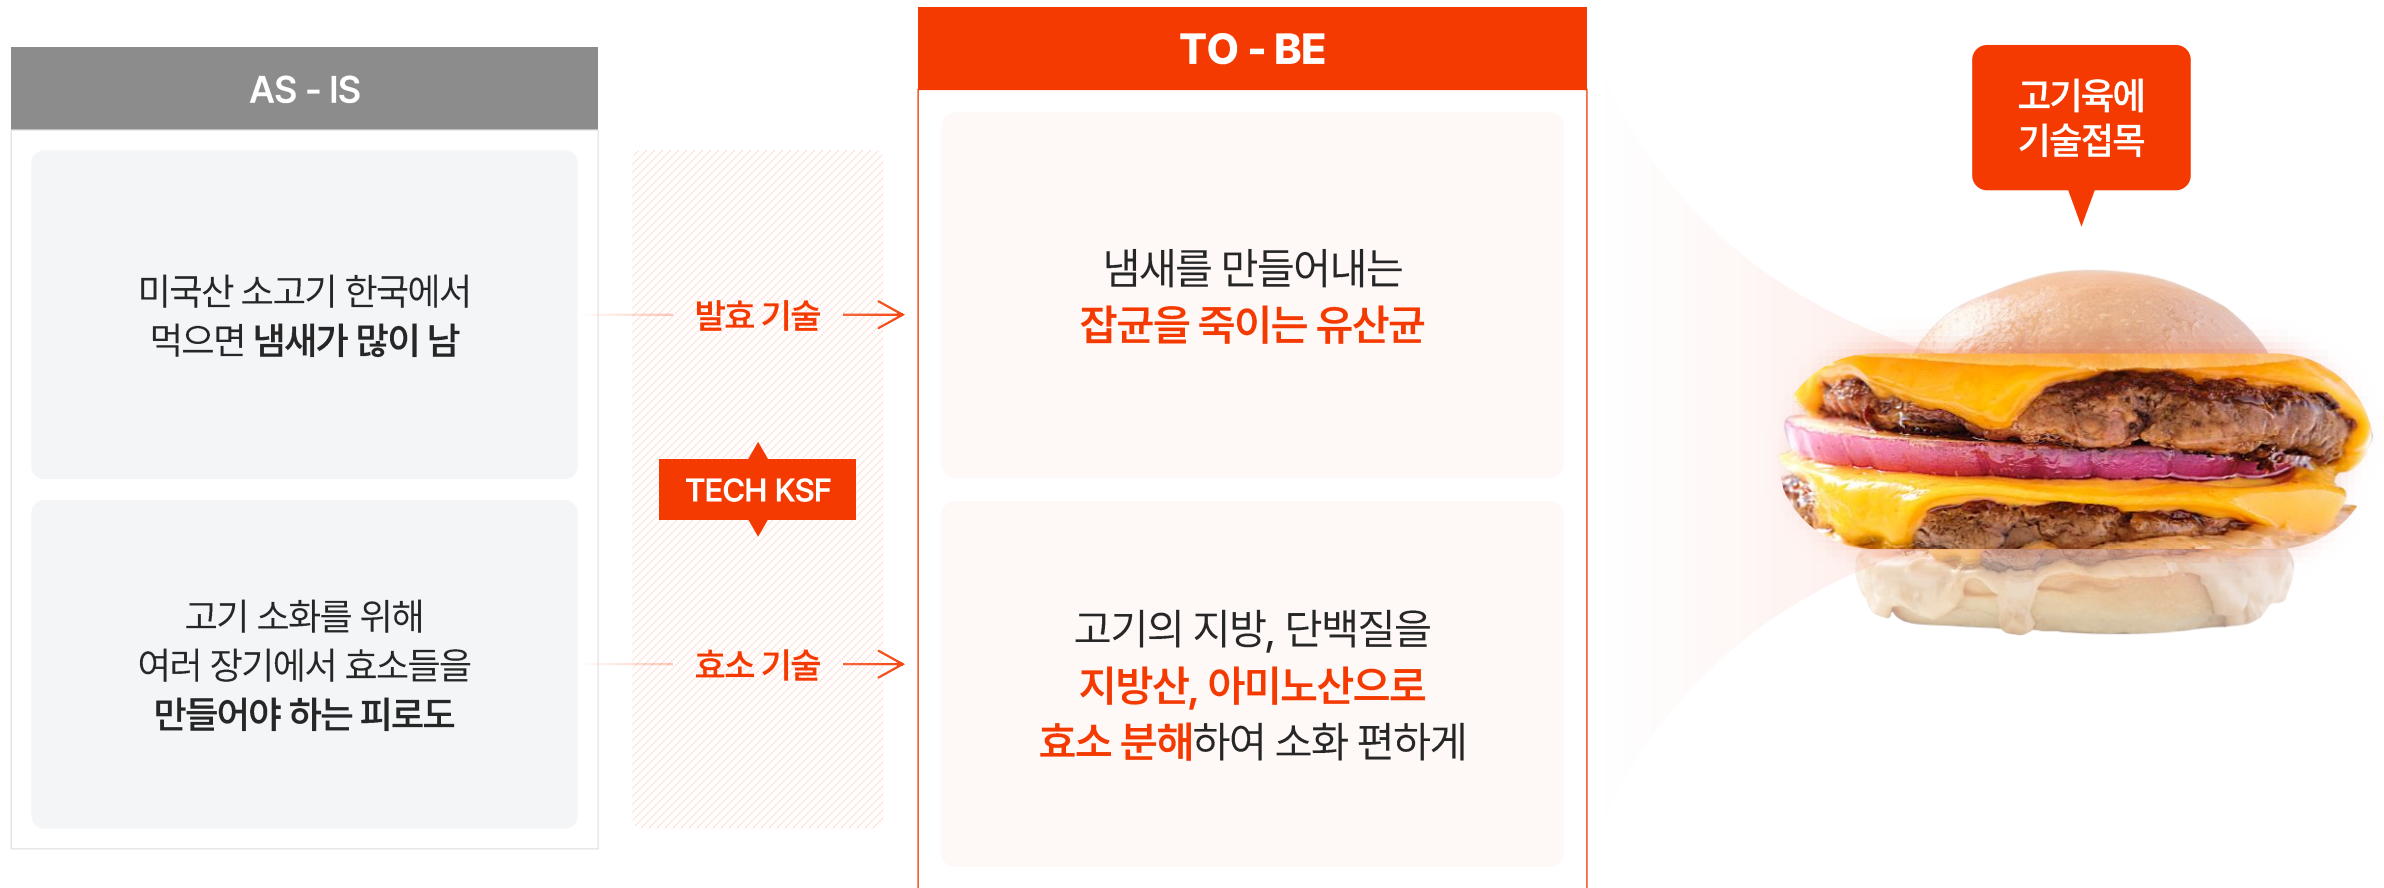 AS - IS
미국산 소고기 한국에서
먹으면 냄새가 많이 남
고기 소화를 위해
여러 장기에서 효소들을
만들어야 하는 피로도
발효 기술
TECH KSF
효소 기술
TO - BE
냄새를 만들어내는
잡균을 죽이는 유산균
고기의 지방, 단백질을
지방산, 아미노산으로
효소 분해하여 소화 편하게
고기육에
기술접목